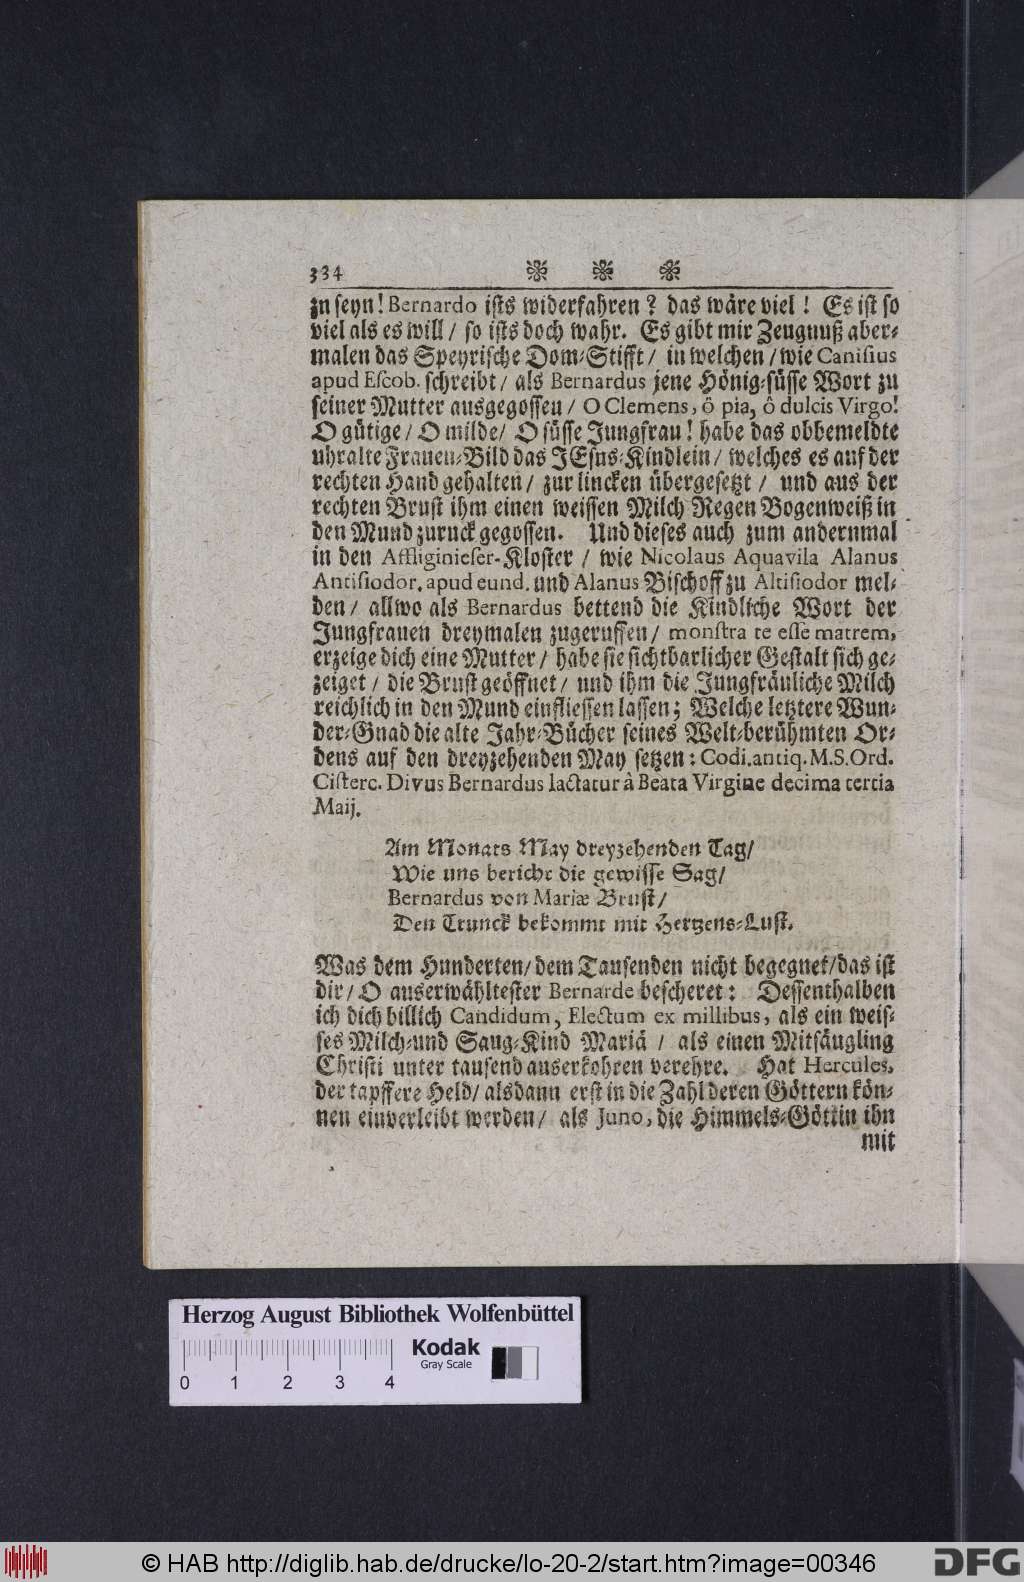 334
zu seyn! Bernardo ists widerfahren? das wäre viel! Es ist so
viel als es will / so ists doch wahr. Es gibt mir Zeugnuß aber-
malen das Speyrische Dom-Stifft / in welchen / wie Canisius
apud Escob. schreibt / als Bernardus jene Hönig-süsse Wort zu
seiner Mutter ausgegossen / O Clemens, ô pia, ô dulcis Virgo!
O gütige / O milde / O süsse Jungfrau! habe das obbemeldte
uhralte Frauen-Bild das JEsus-Kindlein / welches es auf der
rechten Hand gehalten / zur lincken übergesetzt / und aus der
rechten Brust ihm einen weissen Milch Regen Bogenweiß in
den Mund zuruck gegossen. Und dieses auch zum andernmal
in den Affliginieser-Kloster / wie Nicolaus Aquavila Alanus
Antisiodor. apud eund. und Alanus Bischoff zu Altisiodor mel-
den / allwo als Bernardus bettend die Kindliche Wort der
Jungfrauen dreymalen zugeruffen / monstra te esse matrem,
erzeige dich eine Mutter / habe sie sichtbarlicher Gestalt sich ge-
zeiget / die Brust geöffnet / und ihm die Jungfräuliche Milch
reichlich in den Mund einfliessen lassen; Welche letztere Wun-
der-Gnad die alte Jahr-Bücher seines Welt-berühmten Or-
dens auf den dreyzehenden May setzen: Codi. antiq. M.S. Ord.
Cisterc. Divus Bernardus lactatur à Beata Virgine decima tertia
Maij.
Am Monats May dreyzehenden Tag /
Wie uns bericht die gewisse Sag /
Bernardus von Mariæ Brust /
Den Trunck bekommt mit Hertzens-Lust.
Was dem Hunderten / dem Tausenden nicht begegnet / das ist
dir / O auserwähltester Bernarde bescheret: Dessenthalben
ich dich billich Candidum, Electum ex millibus, als ein weis-
ses Milch-und Saug-Kind Mariä / als einen Mitsäugling
Christi unter tausend auserkohren verehre. Hat Hercules,
der tapffere Held / alsdann erst in die Zahl deren Göttern kön-
nen einverleibt werden / als Juno, die Himmels-Göttin ihn
mit
Herzog August Bibliothek Wolfenbüttel
Kodak
Gray Scale
0 1 2 3 4
© HAB http://diglib.hab.de/drucke/lo-20-2/start.htm?image=00346
DFG